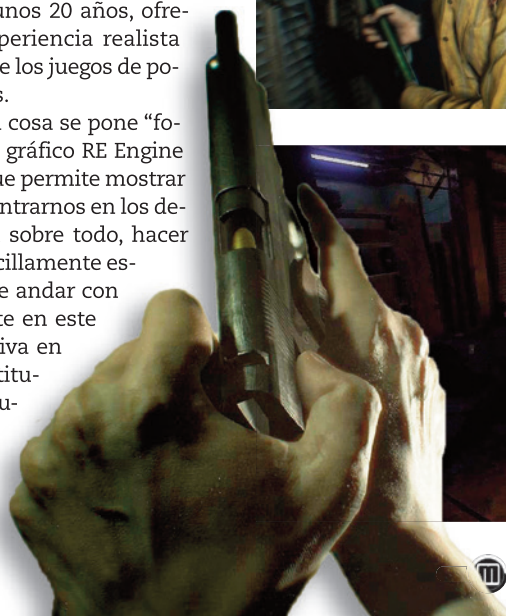 unos 20 años, ofre-
periencia realista
e los juegos de po-
s.
cosa se pone “fo-
gráfico RE Engine
ue permite mostrar
ntrarnos en los de-
sobre todo, hacer
cillamente es-
e andar con
te en este
iva en
titu-
u-
m